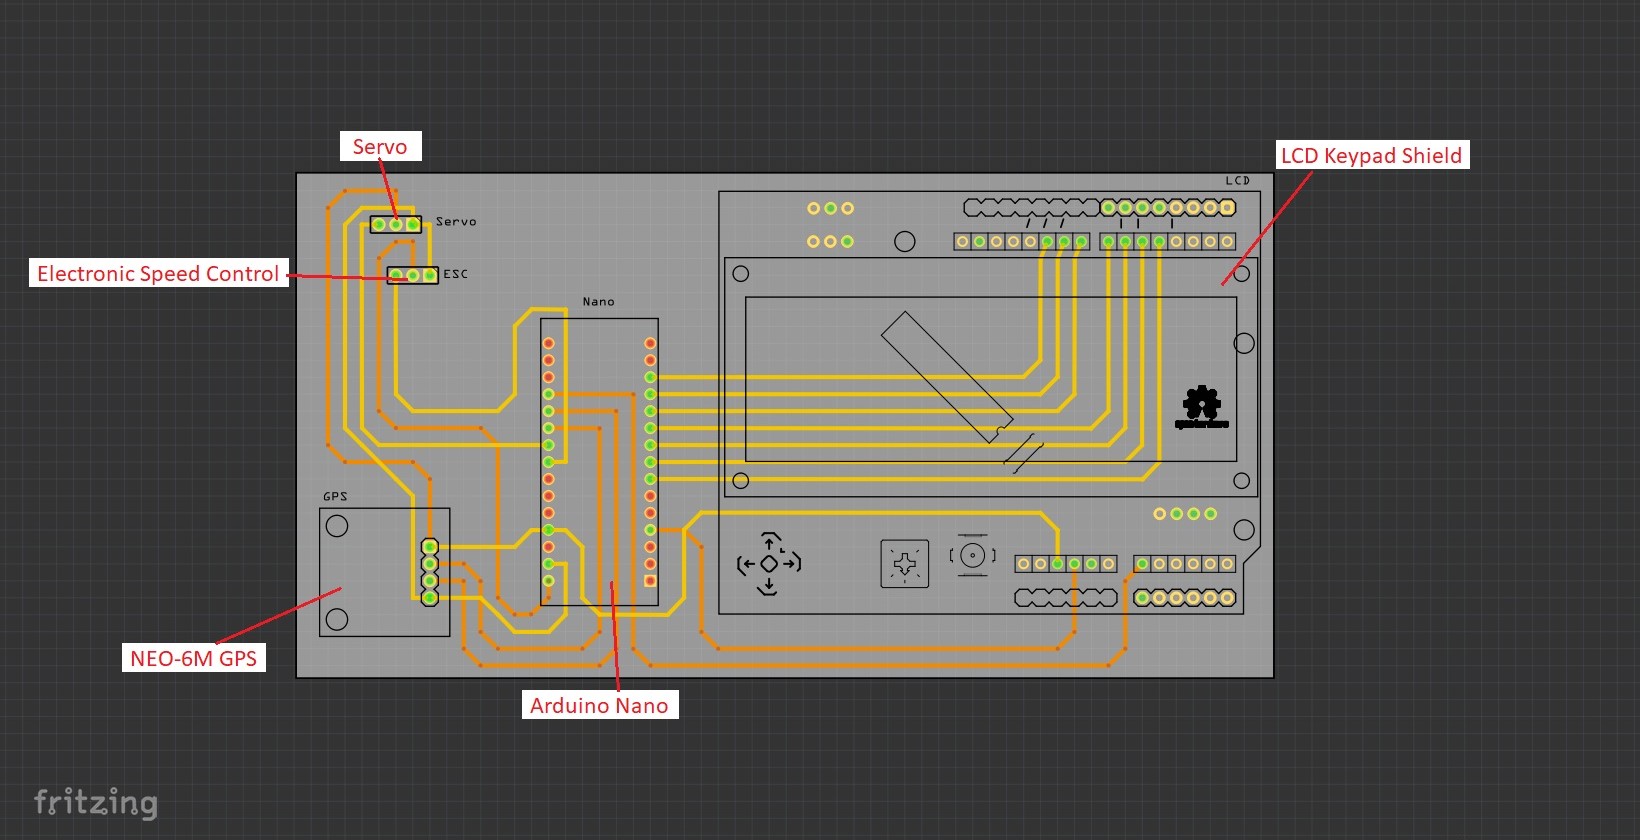 Servo
LCD Keypad Shield
LCD
Servo
Electronic Speed Control
ESC
Nano
GPS
NEO-6M GPS
Arduino Nano
fritzing